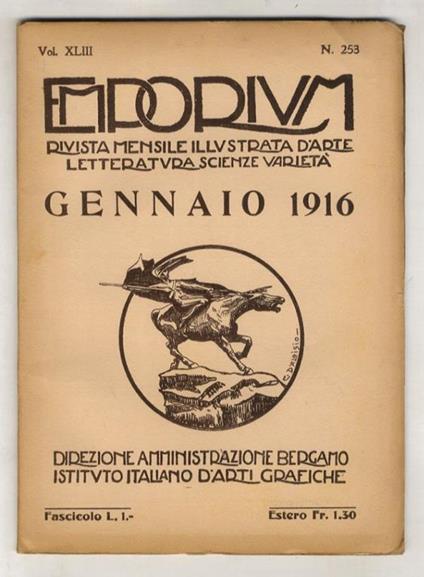 Vol. XLIII N. 253
EMPORIVM
RIVISTA MENSILE ILLVSTRATA D'ARTE
LETTERATVRA SCIENZE VARIETÀ
GENNAIO 1916
DIREZIONE AMMINISTRAZIONE BERGAMO
ISTITVTO ITALIANO D'ARTI GRAFICHE
Fascicolo L. 1.- Estero Fr. 1.30